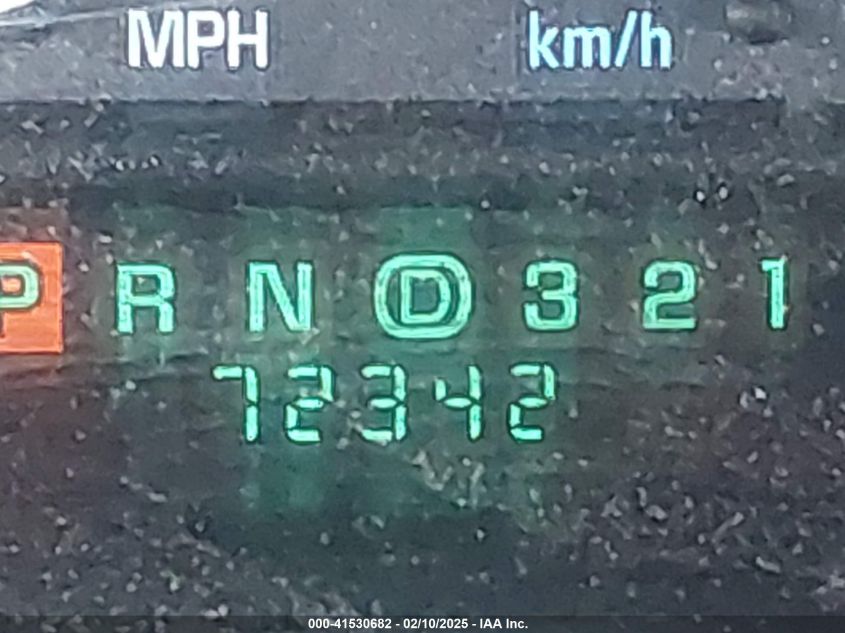 MPH km/h
P R N D 3 2 1
72342
000-41530682 - 02/10/2025 - IAA Inc.